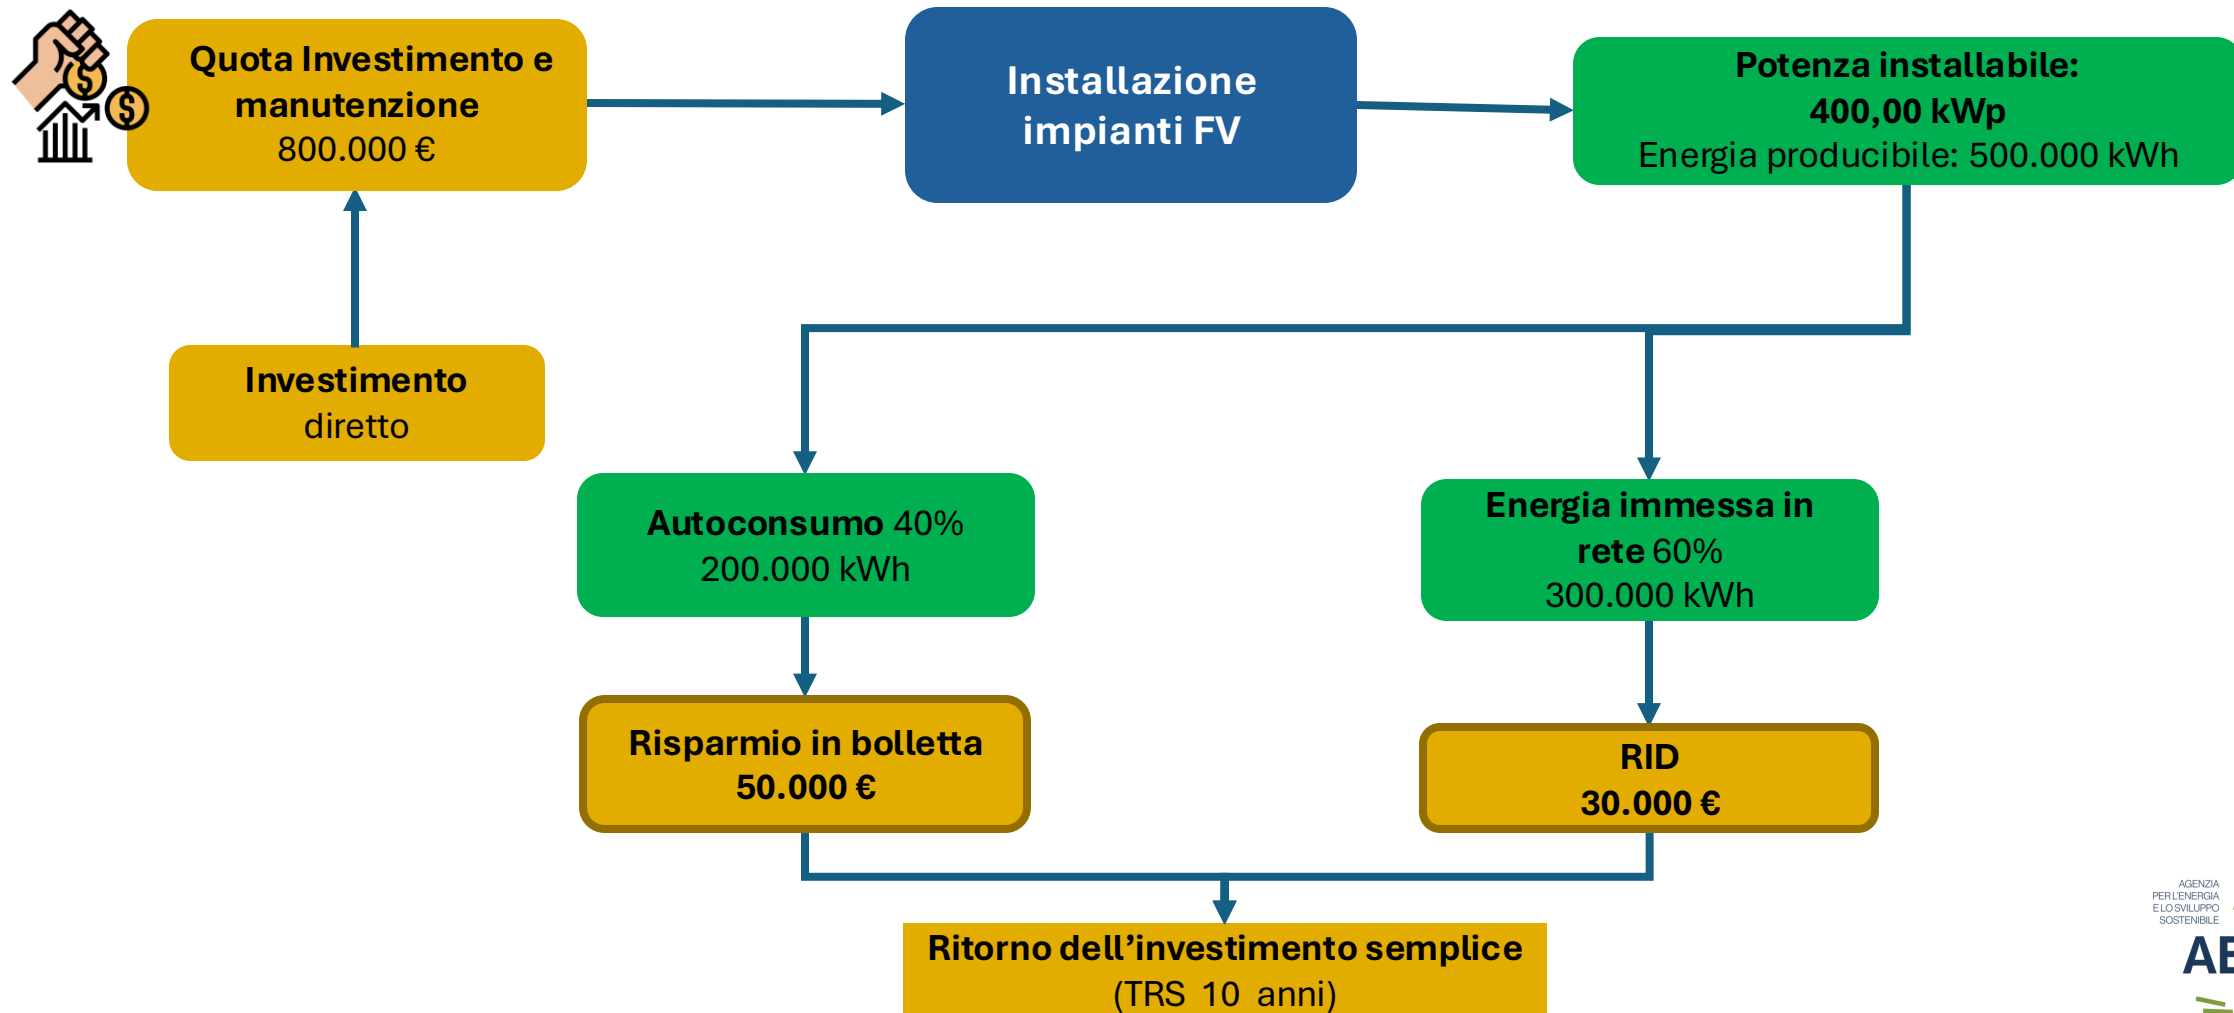 Quota Investimento e
manutenzione
800.000 €
Installazione
impianti FV
Potenza installabile:
400,00 kWp
Energia producibile: 500.000 kWh
Investimento
diretto
Autoconsumo 40%
200.000 kWh
Energia immessa in
rete 60%
300.000 kWh
Risparmio in bolletta
50.000 €
RID
30.000 €
Ritorno dell’investimento semplice
(TRS 10 anni)
AGENZIA
PER L'ENERGIA
E LO SVILUPPO
SOSTENIBILE